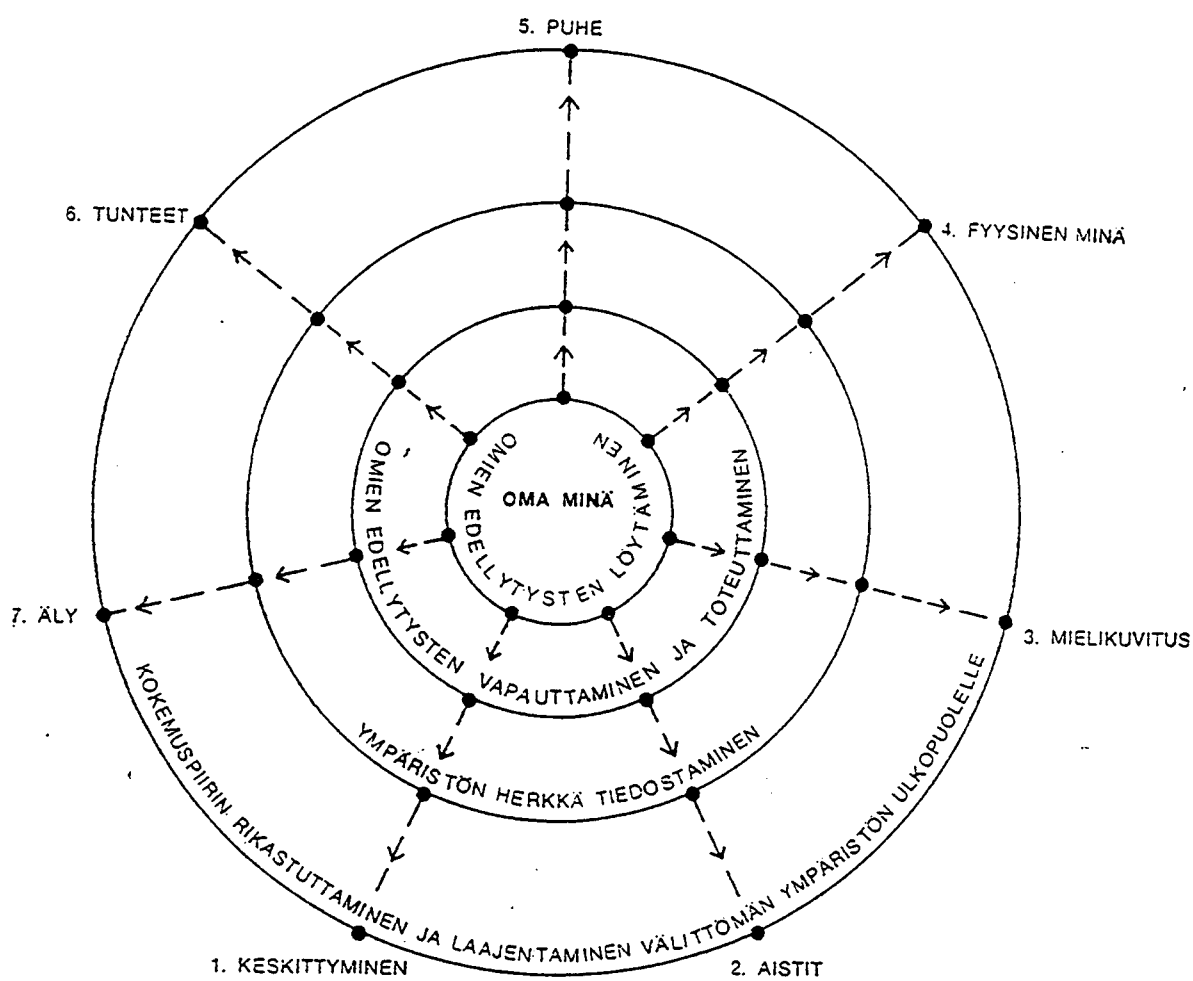 5. PUHE
6. TUNTEET
4. FYYSINEN MINÄ
OMA MINÄ
OMIEN EDELLYTYSTEN LÖYTÄMINEN
OMIEN EDELLYTYSTEN VAPAUTTAMINEN JA TOTEUTTAMINEN
YMPÄRISTÖN HERKKÄ TIEDOSTAMINEN
KOKEMUSPIIRIN RIKASTUTTAMINEN JA LAAJENTAMINEN VÄLITTÖMÄN YMPÄRISTÖN ULKOPUOLELLE
7. ÄLY
3. MIELIKUVITUS
1. KESKITTYMINEN
2. AISTIT